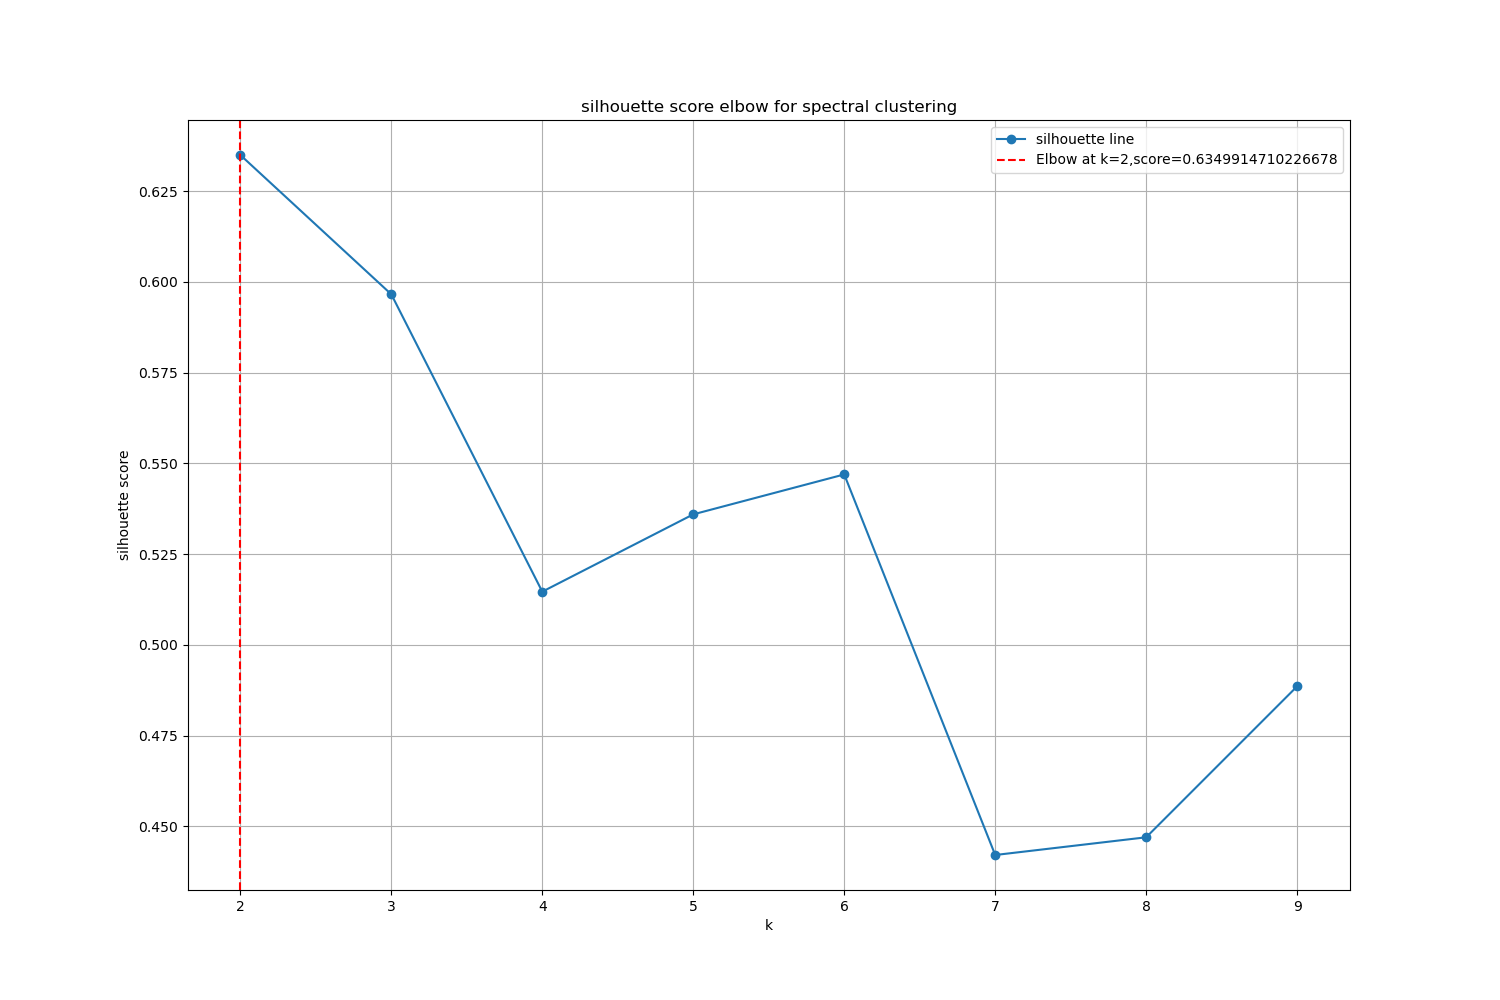 silhouette score elbow for spectral clustering
silhouette line
Elbow at k=2,score=0.6349914710226678
silhouette score
0.625
0.600
0.575
0.550
0.525
0.500
0.475
0.450
2 3 4 5 6 7 8 9
k